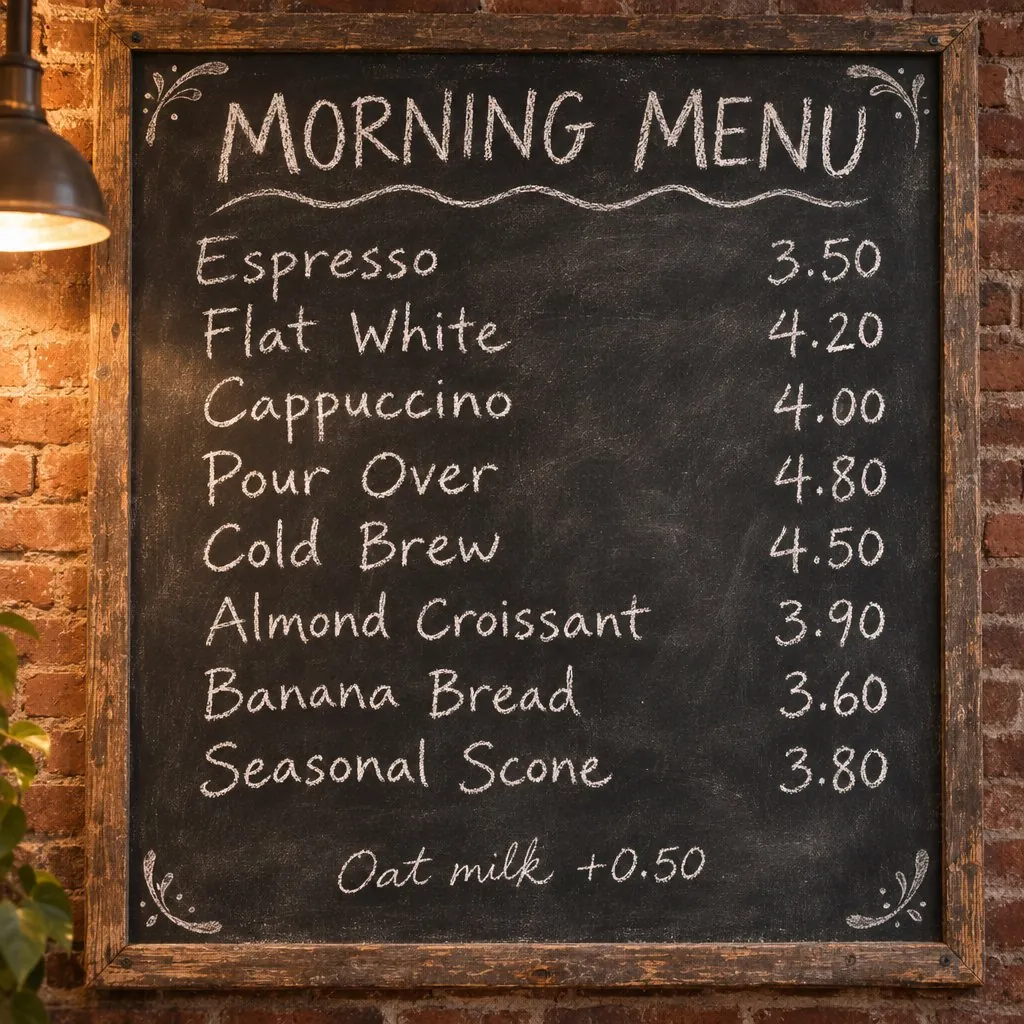 MORNING MENU
Espresso 3.50
Flat White 4.20
Cappuccino 4.00
Pour Over 4.80
Cold Brew 4.50
Almond Croissant 3.90
Banana Bread 3.60
Seasonal Scone 3.80
Oat milk +0.50